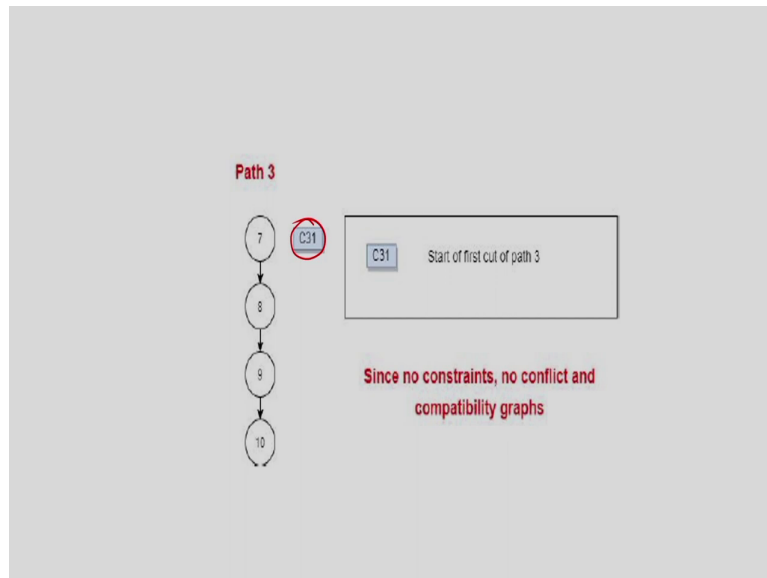 Path 3
7
C31
C31
Start of first cut of path 3
8
9
Since no constraints, no conflict and
compatibility graphs
10